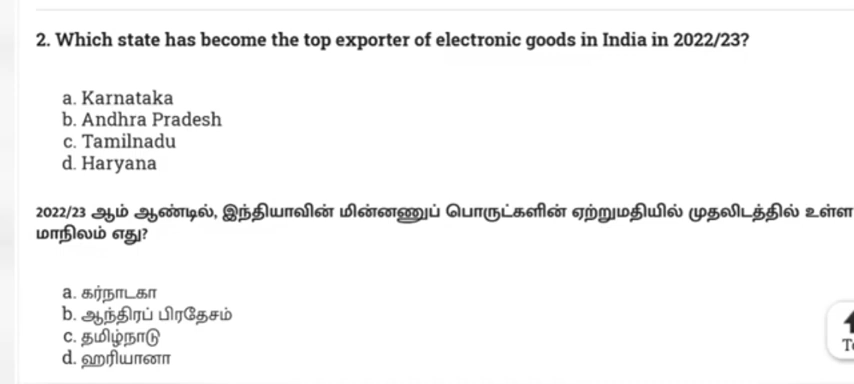 2. Which state has become the top exporter of electronic goods in India in 2022/23?
a. Karnataka
b. Andhra Pradesh
c. Tamilnadu
d. Haryana
2022/23 ஆம் ஆண்டில், இந்தியாவின் மின்னணுப் பொருட்களின் ஏற்றுமதியில் முதலிடத்தில் உள்ள
மாநிலம் எது?
a. கர்நாடகா
b. ஆந்திரப் பிரதேசம்
c. தமிழ்நாடு
d. ஹரியானா